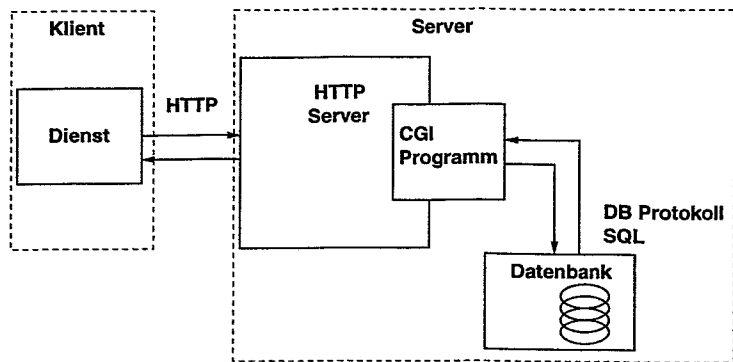 Klient
Server
Dienst
HTTP
HTTP
Server
CGI
Programm
DB Protokoll
SQL
Datenbank